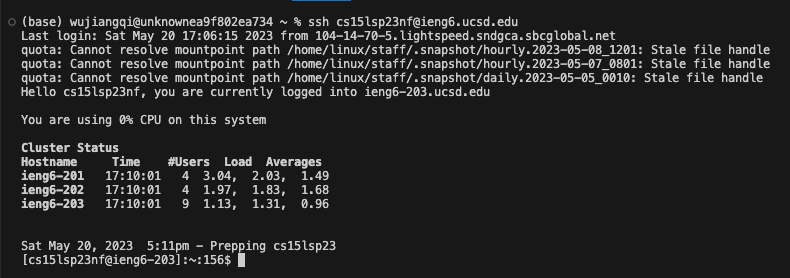 (base) wujiangqi@unknownea9f802ea734 ~ % ssh cs15lsp23nf@ieng6.ucsd.edu
Last login: Sat May 20 17:06:15 2023 from 104-14-70-5.lightspeed.sndgca.sbcglobal.net
quota: Cannot resolve mountpoint path /home/linux/staff/.snapshot/hourly.2023-05-08_1201: Stale file handle
quota: Cannot resolve mountpoint path /home/linux/staff/.snapshot/hourly.2023-05-07_0801: Stale file handle
quota: Cannot resolve mountpoint path /home/linux/staff/.snapshot/daily.2023-05-05_0010: Stale file handle
Hello cs15lsp23nf, you are currently logged into ieng6-203.ucsd.edu
You are using 0% CPU on this system
Cluster Status
Hostname Time #Users Load Averages
ieng6-201 17:10:01 4 3.04, 2.03, 1.49
ieng6-202 17:10:01 4 1.97, 1.83, 1.68
ieng6-203 17:10:01 9 1.13, 1.31, 0.96
Sat May 20, 2023 5:11pm - Prepping cs15lsp23
[cs15lsp23nf@ieng6-203]:~:156$